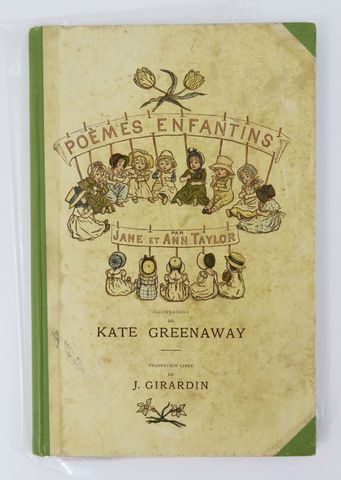 POÈMES ENFANTINS
PAR
JANE ET ANN TAYLOR
ILLUSTRATIONS
DE
KATE GREENAWAY
TRADUCTION LIBRE
DE
J. GIRARDIN